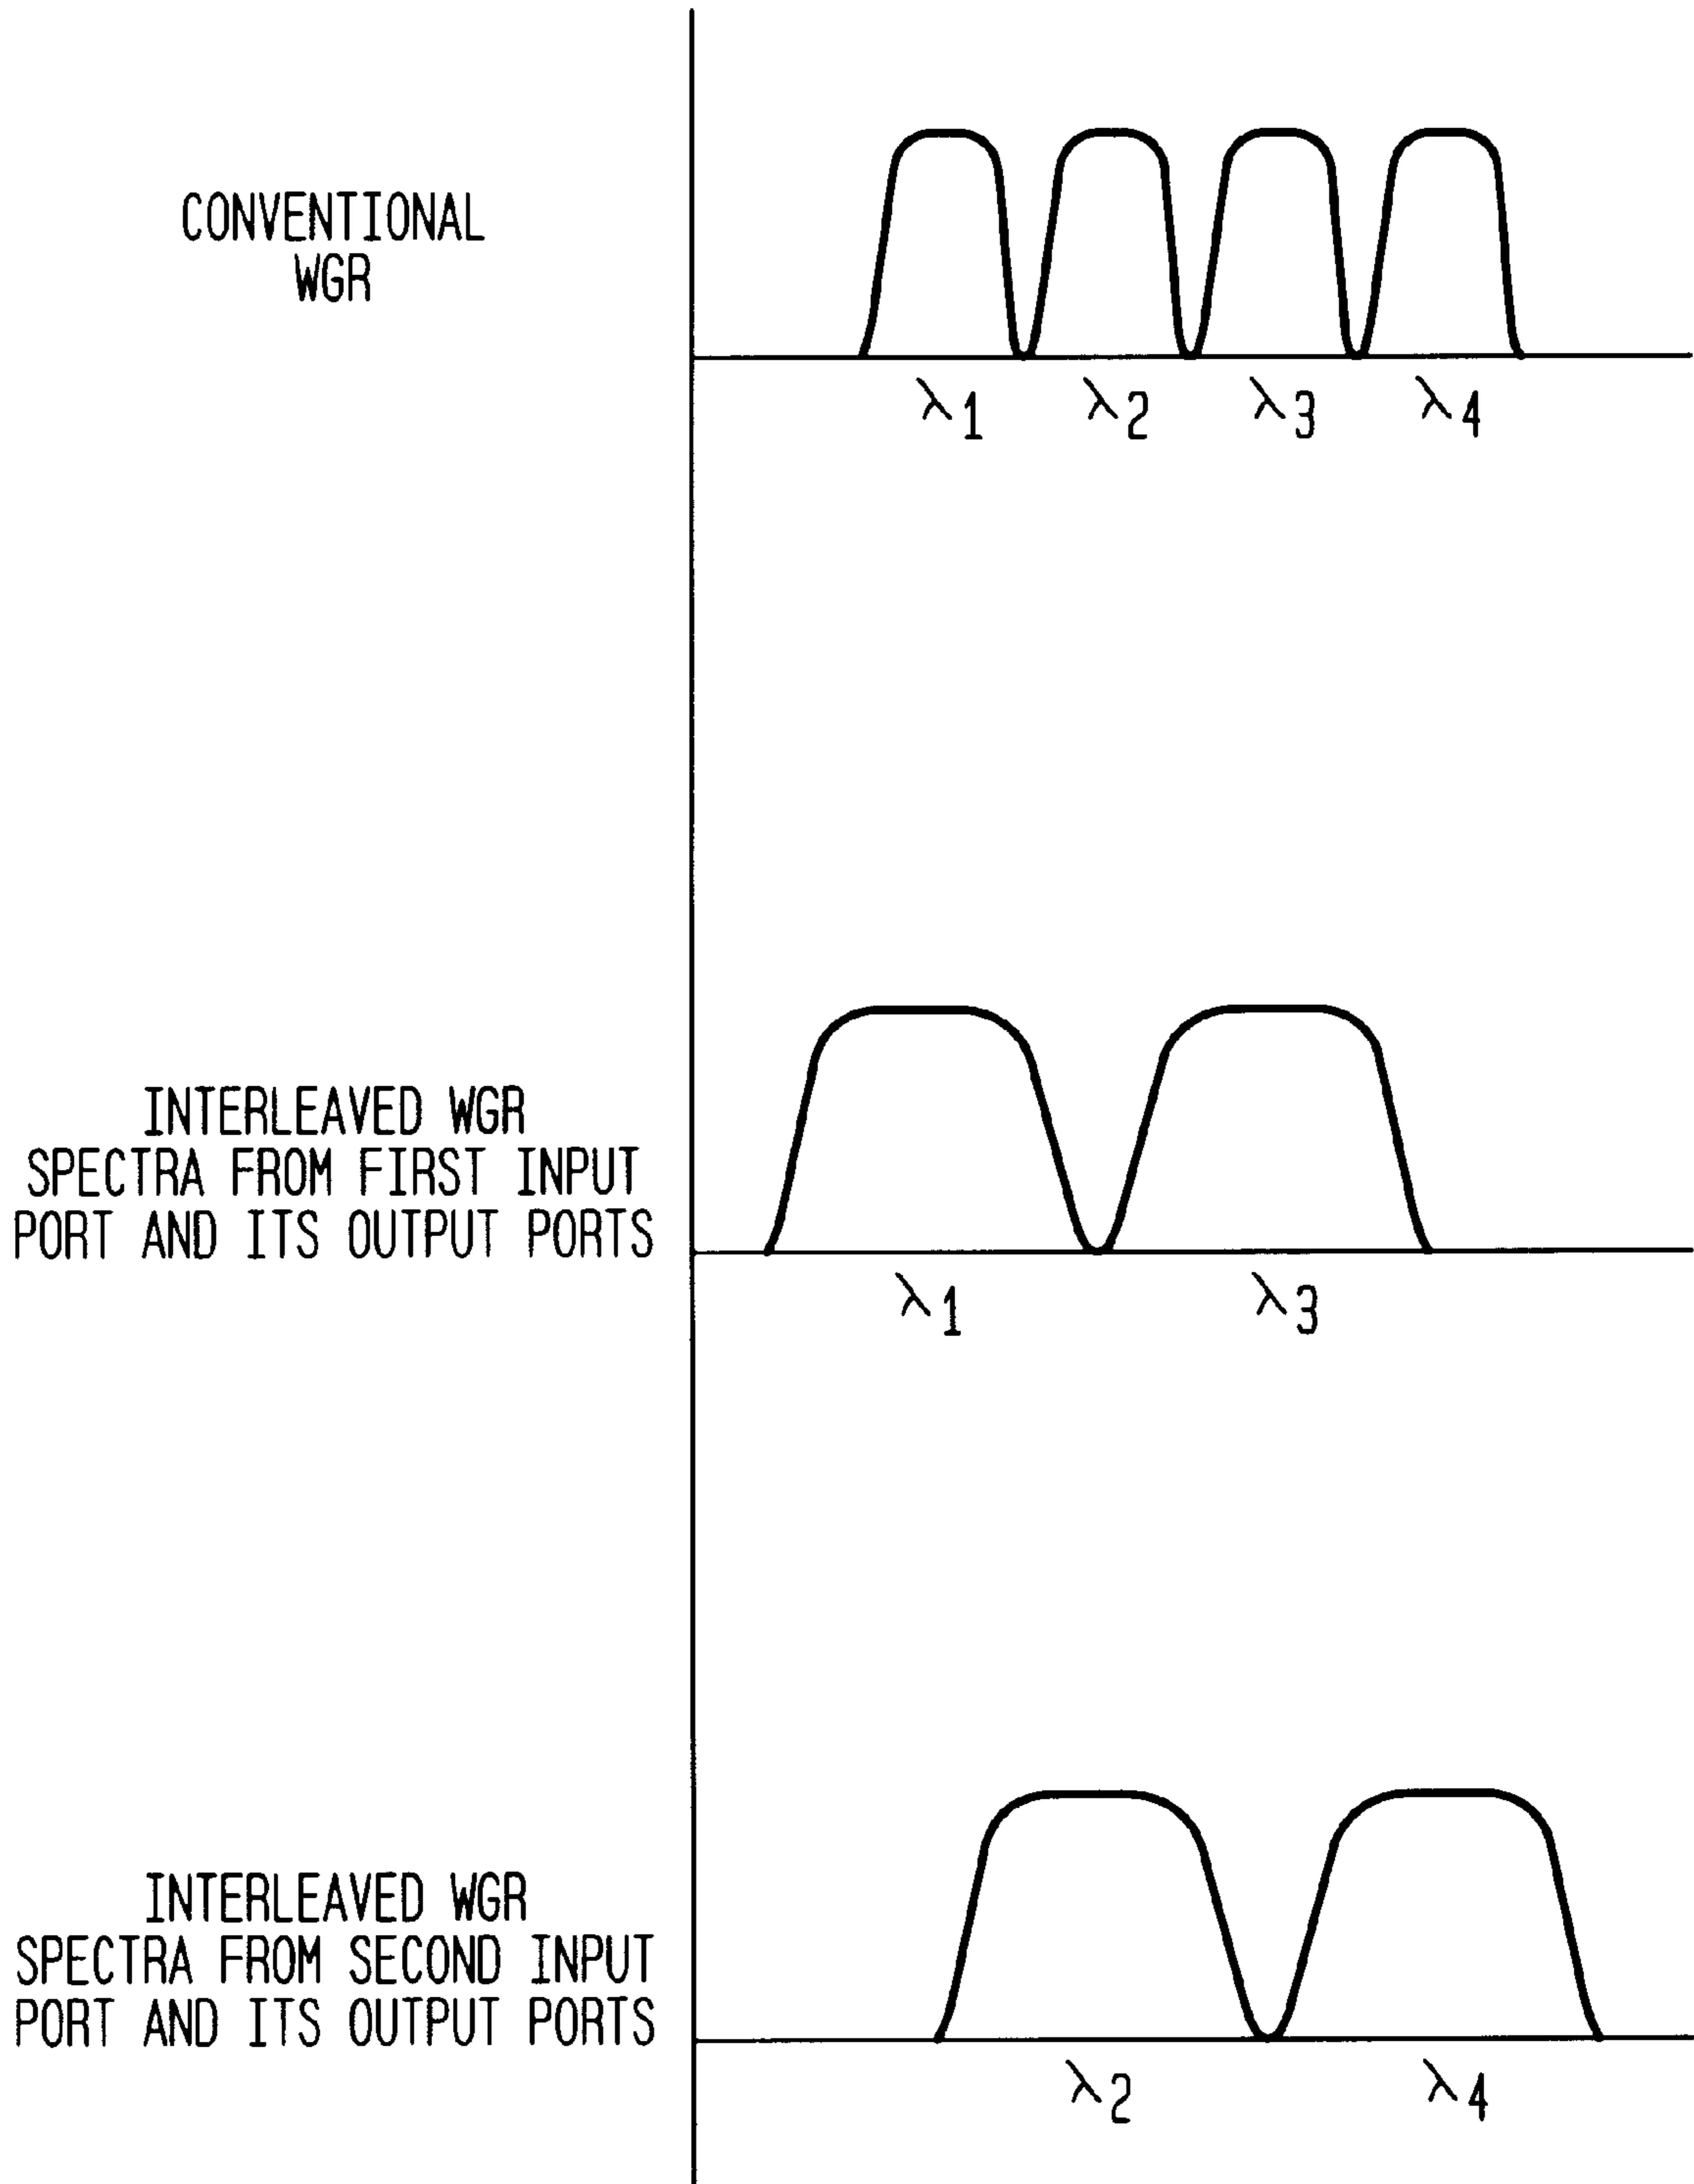 CONVENTIONAL
WGR
λ1 λ2 λ3 λ4
INTERLEAVED WGR
SPECTRA FROM FIRST INPUT
PORT AND ITS OUTPUT PORTS
λ1 λ3
INTERLEAVED WGR
SPECTRA FROM SECOND INPUT
PORT AND ITS OUTPUT PORTS
λ2 λ4